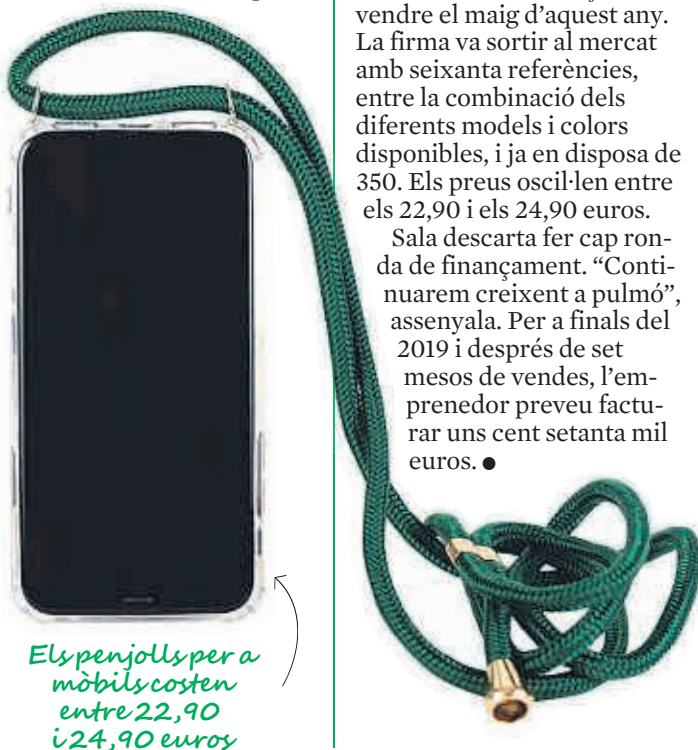 vendre el maig d’aquest any.
La firma va sortir al mercat
amb seixanta referències,
entre la combinació dels
diferents models i colors
disponibles, i ja en disposa de
350. Els preus oscil·len entre
els 22,90 i els 24,90 euros.
Sala descarta fer cap ron-
da de finançament. “Conti-
nuarem creixent a pulmó”,
assenyala. Per a finals del
2019 i després de set
mesos de vendes, l’em-
prenedor preveu factu-
rar uns cent setanta mil
euros. ●
Els penjolls per a
mòbils costen
entre 22,90
i 24,90 euros